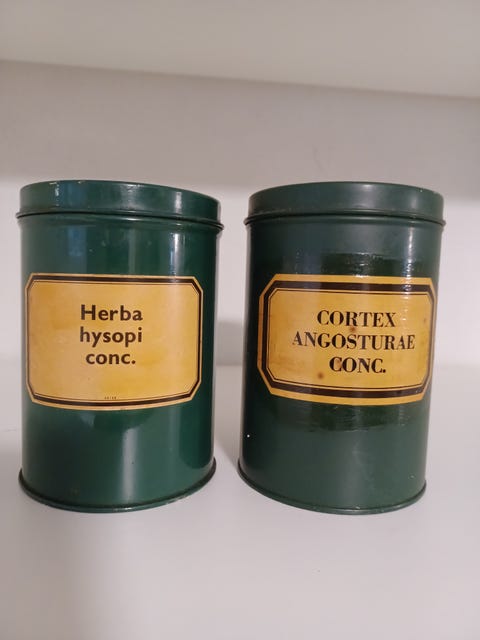 Herba
hysopi
conc.
CORTEX
ANGOSTURAE
CONC.